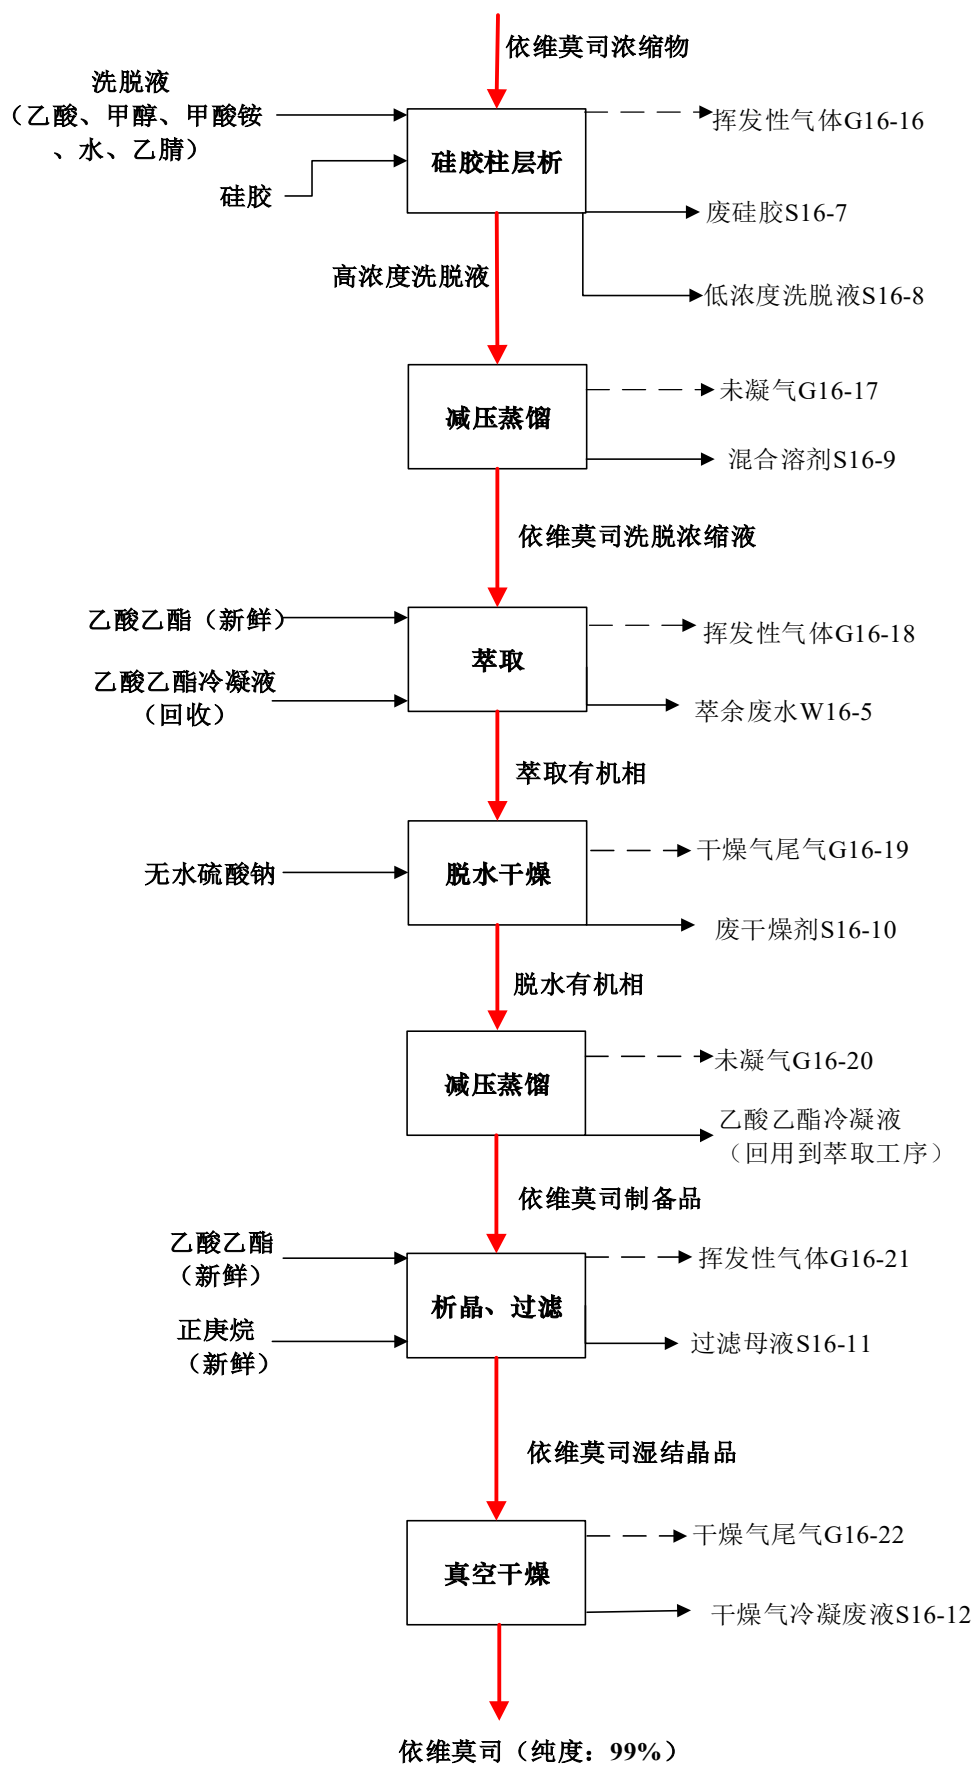 依维莫司浓缩物
洗脱液
（乙酸、甲醇、甲酸铵
、水、乙腈）
硅胶
硅胶柱层析
挥发性气体G16-16
废硅胶S16-7
高浓度洗脱液
低浓度洗脱液S16-8
减压蒸馏
未凝气G16-17
混合溶剂S16-9
依维莫司洗脱浓缩液
乙酸乙酯（新鲜）
乙酸乙酯冷凝液
（回收）
萃取
挥发性气体G16-18
萃余废水W16-5
萃取有机相
无水硫酸钠
脱水干燥
干燥气尾气G16-19
废干燥剂S16-10
脱水有机相
减压蒸馏
未凝气G16-20
乙酸乙酯冷凝液
（回用到萃取工序）
依维莫司制备品
乙酸乙酯
（新鲜）
正庚烷
（新鲜）
析晶、过滤
挥发性气体G16-21
过滤母液S16-11
依维莫司湿结晶品
真空干燥
干燥气尾气G16-22
干燥气冷凝废液S16-12
依维莫司（纯度：99%）